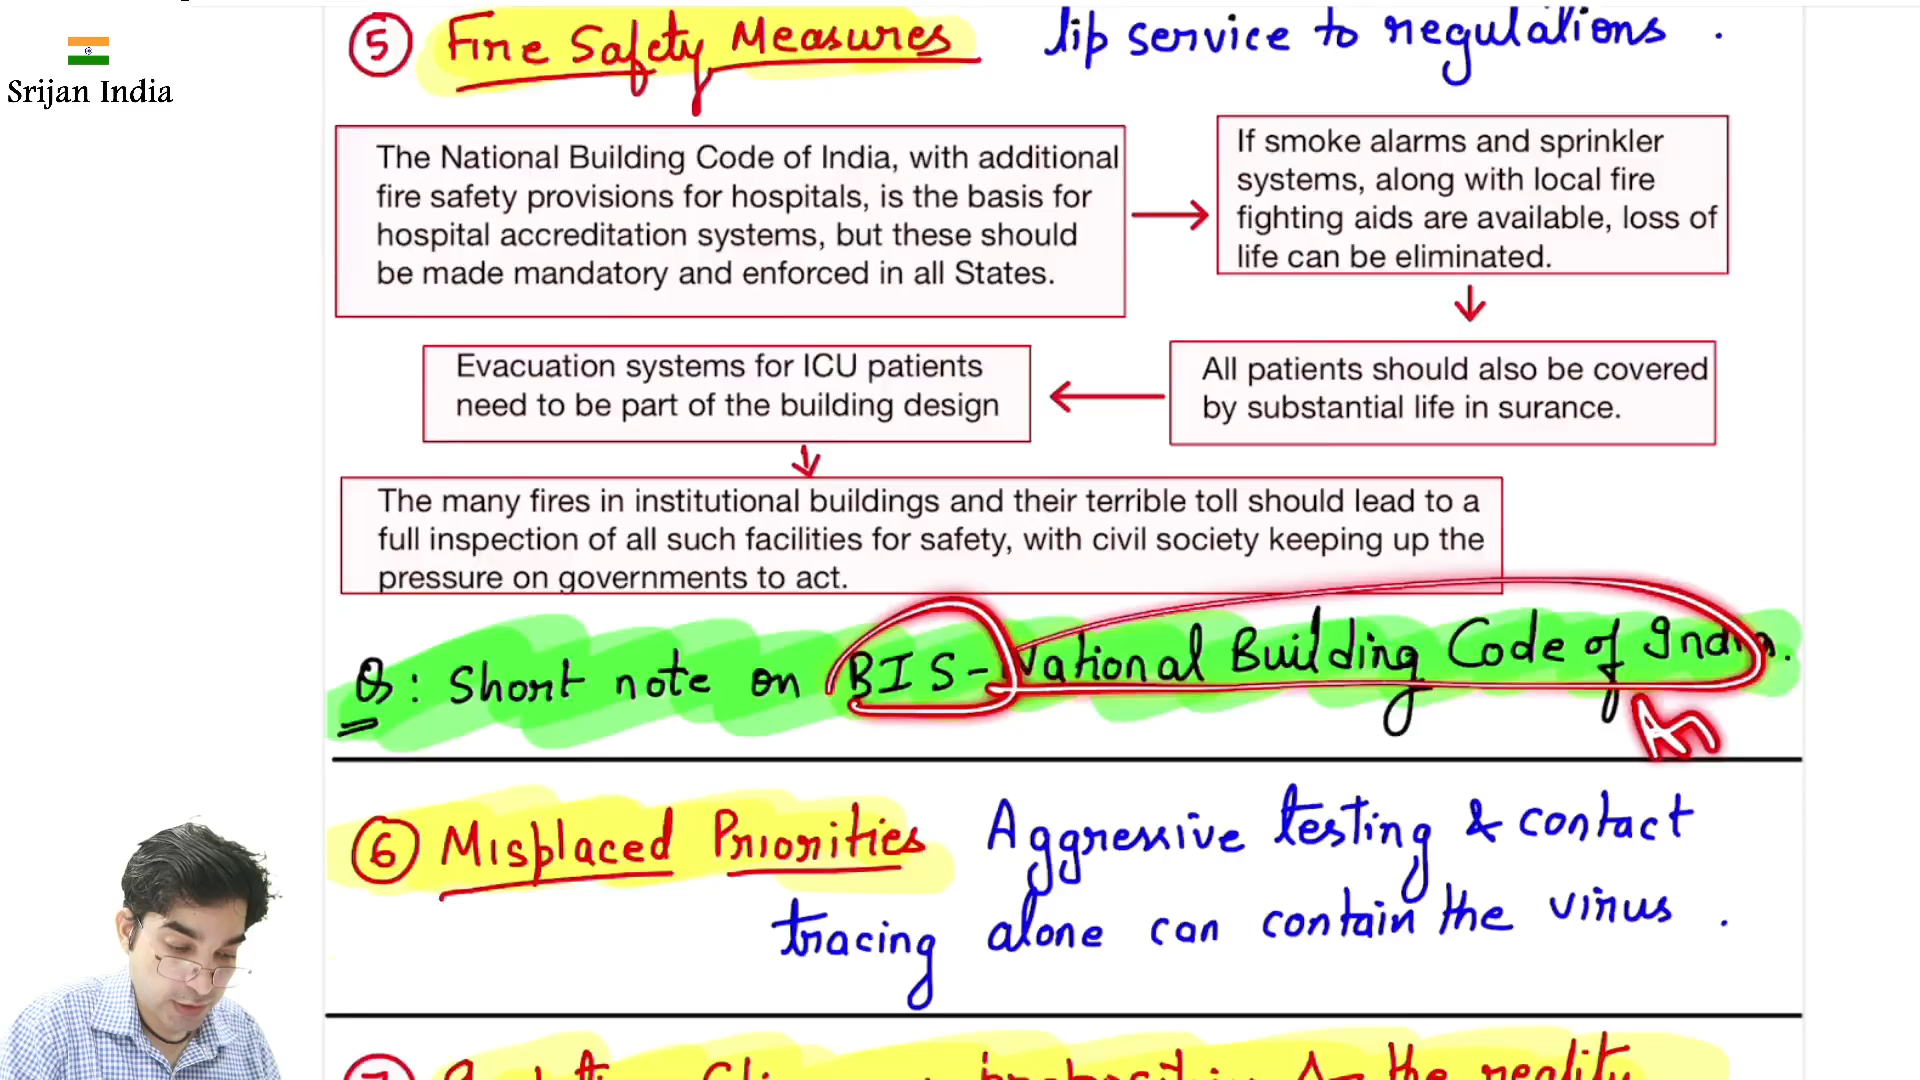 Srijan India
5 Fire Safety Measures lip service to regulations .
The National Building Code of India, with additional
fire safety provisions for hospitals, is the basis for
hospital accreditation systems, but these should
be made mandatory and enforced in all States.
If smoke alarms and sprinkler
systems, along with local fire
fighting aids are available, loss of
life can be eliminated.
All patients should also be covered
by substantial life in surance.
Evacuation systems for ICU patients
need to be part of the building design
The many fires in institutional buildings and their terrible toll should lead to a
full inspection of all such facilities for safety, with civil society keeping up the
pressure on governments to act.
Q: Short note on BIS- National Building Code of India.
6 Misplaced Priorities Aggressive testing & contact
tracing alone can contain the virus .
the reality